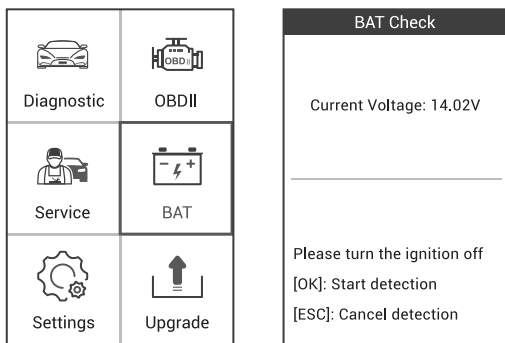 Diagnostic
OBDII
OBDII
Service
BAT
Settings
Upgrade
BAT Check
Current Voltage: 14.02V
Please turn the ignition off
[OK]: Start detection
[ESC]: Cancel detection